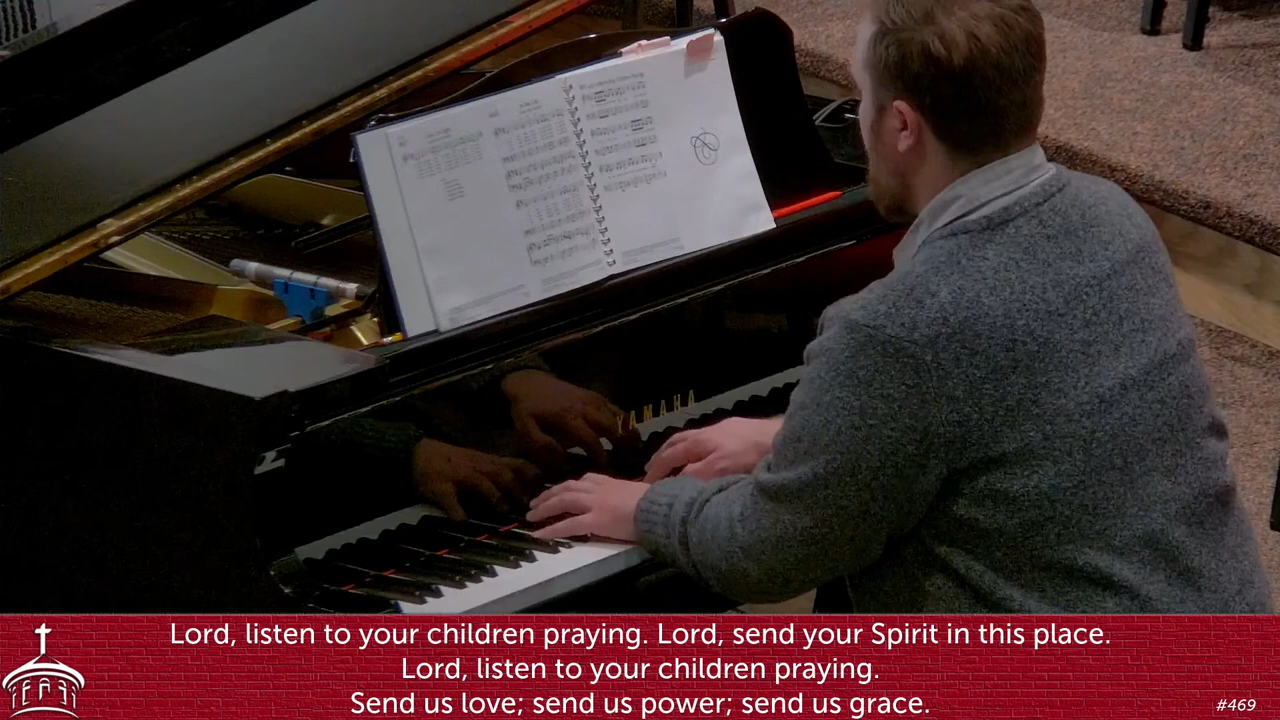 YAMAHA
Lord, listen to your children praying. Lord, send your Spirit in this place.
Lord, listen to your children praying.
Send us love; send us power; send us grace.
#469